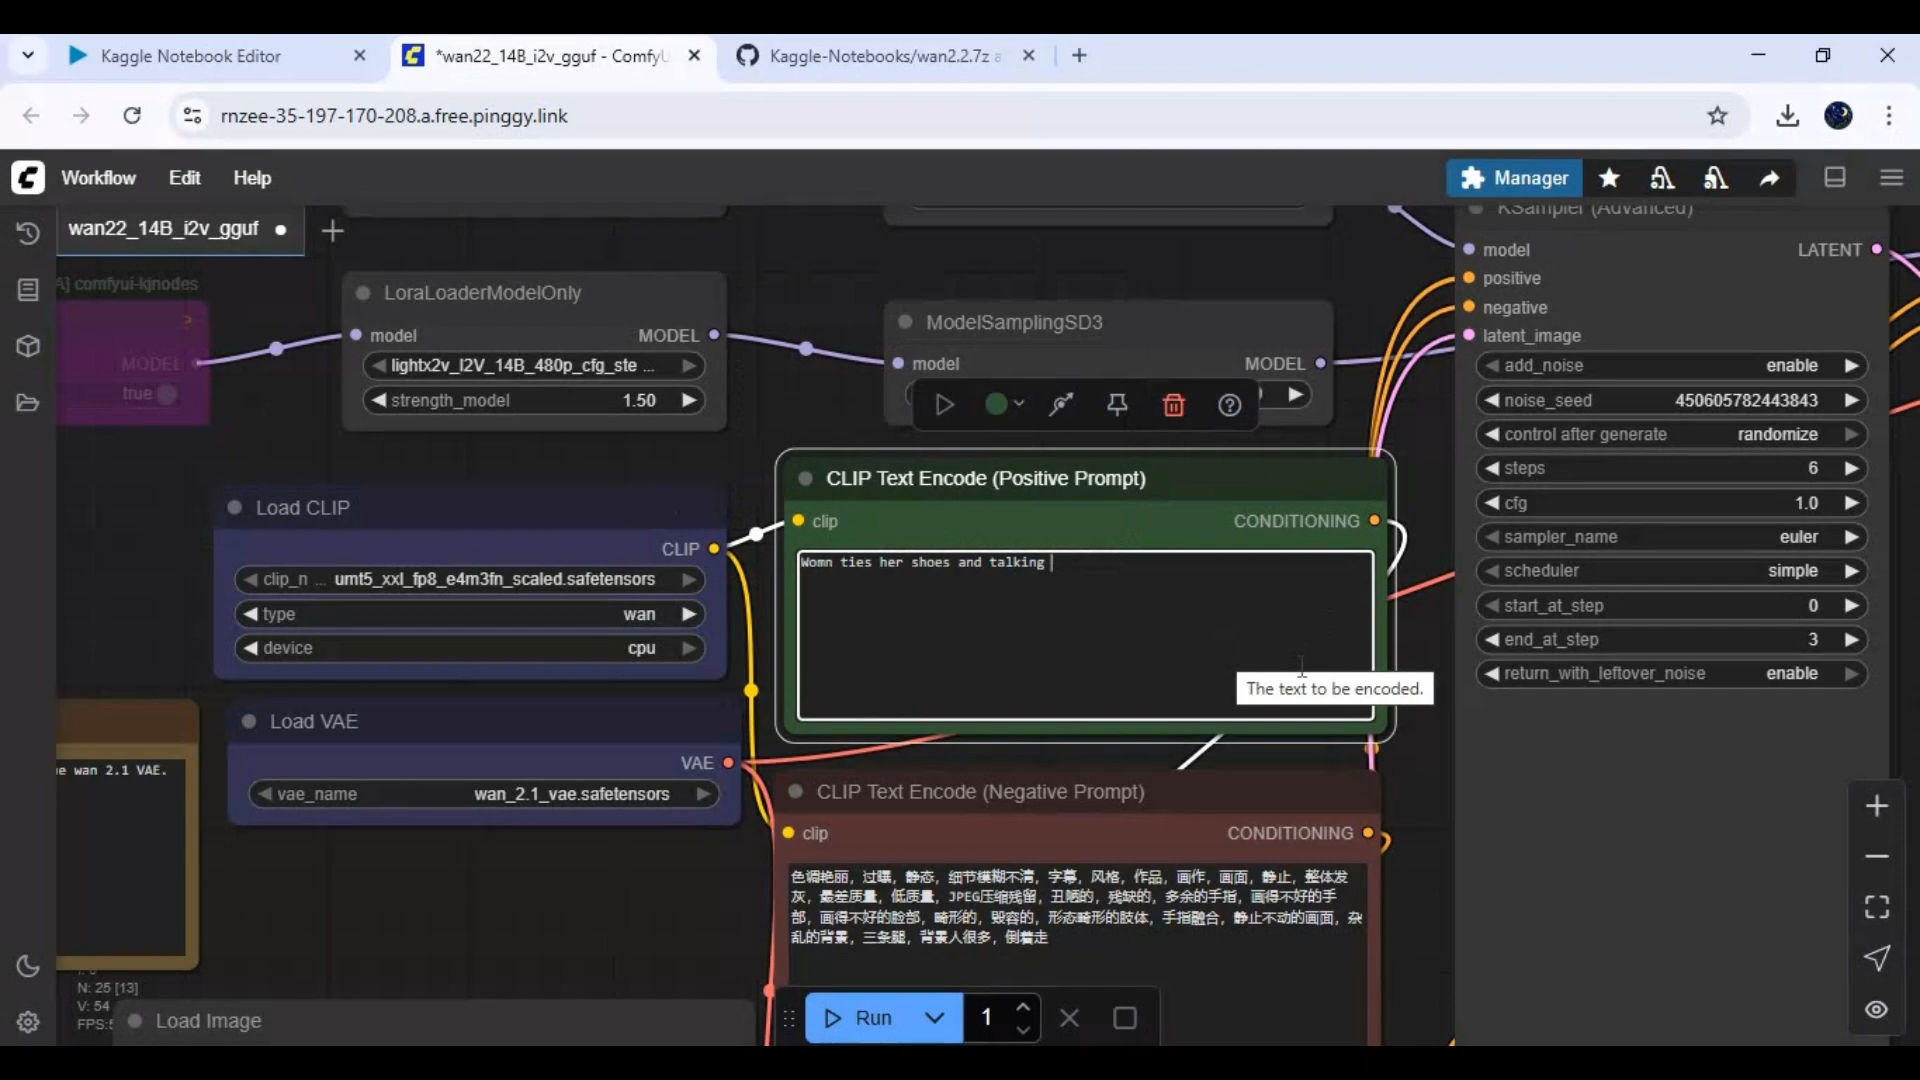 Kaggle Notebook Editor
*wan22_14B_i2v_gguf - ComfyU
Kaggle-Notebooks/wan2.2.7z a
rnzee-35-197-170-208.a.free.pinggy.link
Workflow
Edit
Help
Manager
wan22_14B_i2v_gguf
KSampler (Advanced)
A] comfyui-kjnodes
MODEL
true
LoraLoaderModelOnly
model
MODEL
lightx2v_I2V_14B_480p_cfg_ste ...
strength_model
1.50
ModelSamplingSD3
model
MODEL
model
LATENT
positive
negative
latent_image
add_noise
enable
noise_seed
450605782443843
control after generate
randomize
steps
6
cfg
1.0
sampler_name
euler
scheduler
simple
start_at_step
0
end_at_step
3
return_with_leftover_noise
enable
Load CLIP
CLIP
clip_n ...
umt5_xxl_fp8_e4m3fn_scaled.safetensors
type
wan
device
cpu
CLIP Text Encode (Positive Prompt)
clip
CONDITIONING
Womn ties her shoes and talking
The text to be encoded.
Load VAE
VAE
vae_name
wan_2.1_vae.safetensors
e wan 2.1 VAE.
CLIP Text Encode (Negative Prompt)
clip
CONDITIONING
色调艳丽，过曝，静态，细节模糊不清，字幕，风格，作品，画作，画面，静止，整体发
灰，最差质量，低质量，JPEG压缩残留，丑陋的，残缺的，多余的手指，画得不好的手
部，画得不好的脸部，畸形的，毁容的，形态畸形的肢体，手指融合，静止不动的画面，杂
乱的背景，三条腿，背景人很多，倒着走
N: 25 [13]
V: 54
FPS:
Load Image
Run
1